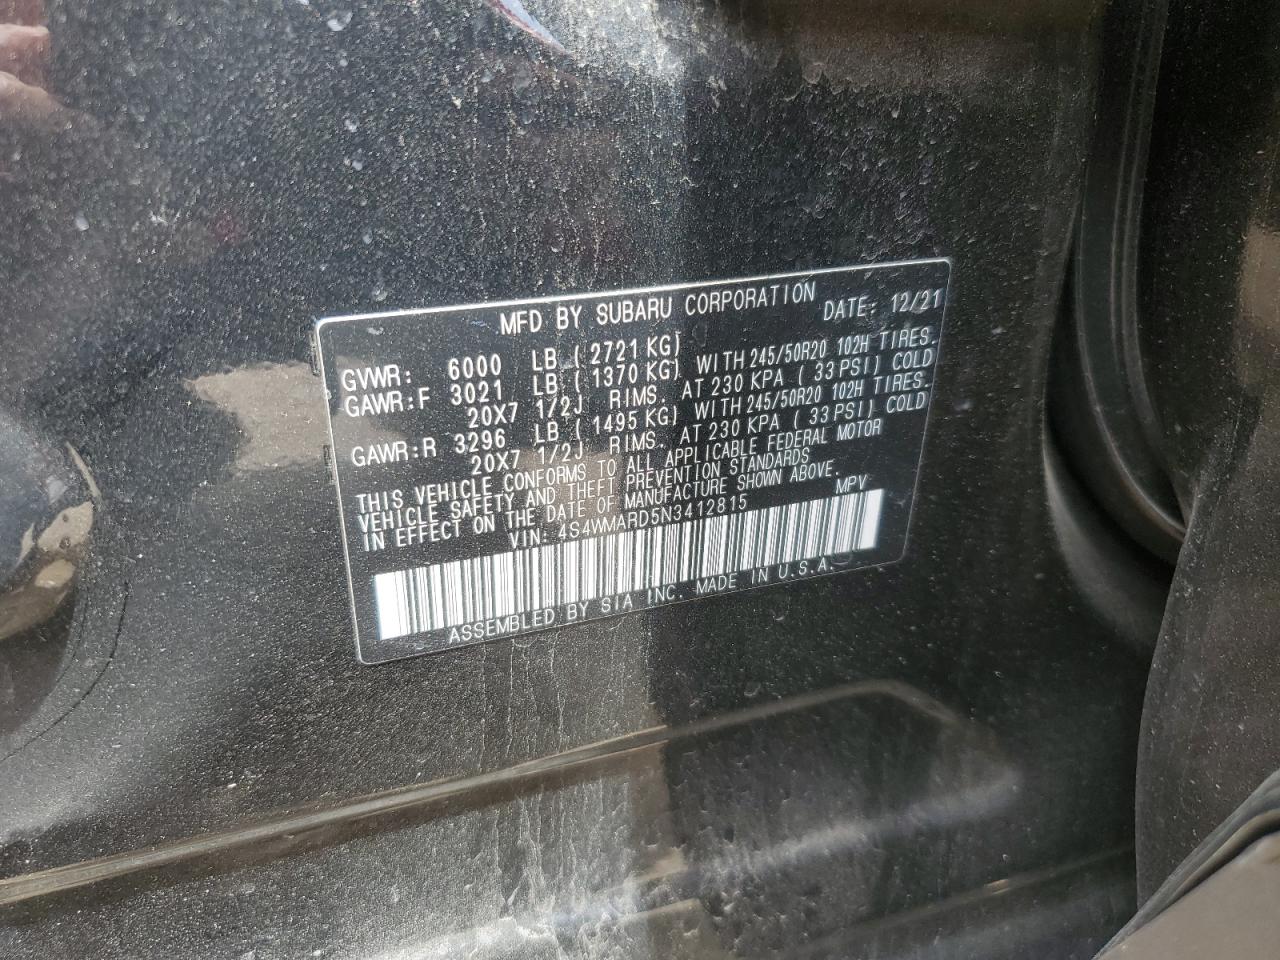 MFD BY SUBARU CORPORATION DATE: 12/21
GVWR: 6000 LB ( 2721 KG)
GAWR:F 3021 LB ( 1370 KG) WITH 245/50R20 102H TIRES.
20X7 1/2J RIMS. AT 230 KPA ( 33 PSI) COLD
GAWR:R 3296 LB ( 1495 KG) WITH 245/50R20 102H TIRES.
20X7 1/2J RIMS. AT 230 KPA ( 33 PSI) COLD
THIS VEHICLE CONFORMS TO ALL APPLICABLE FEDERAL MOTOR
VEHICLE SAFETY AND THEFT PREVENTION STANDARDS
IN EFFECT ON THE DATE OF MANUFACTURE SHOWN ABOVE.
VIN: 4S4WMARD5N3412815 MPV
ASSEMBLED BY SIA INC. MADE IN U.S.A.